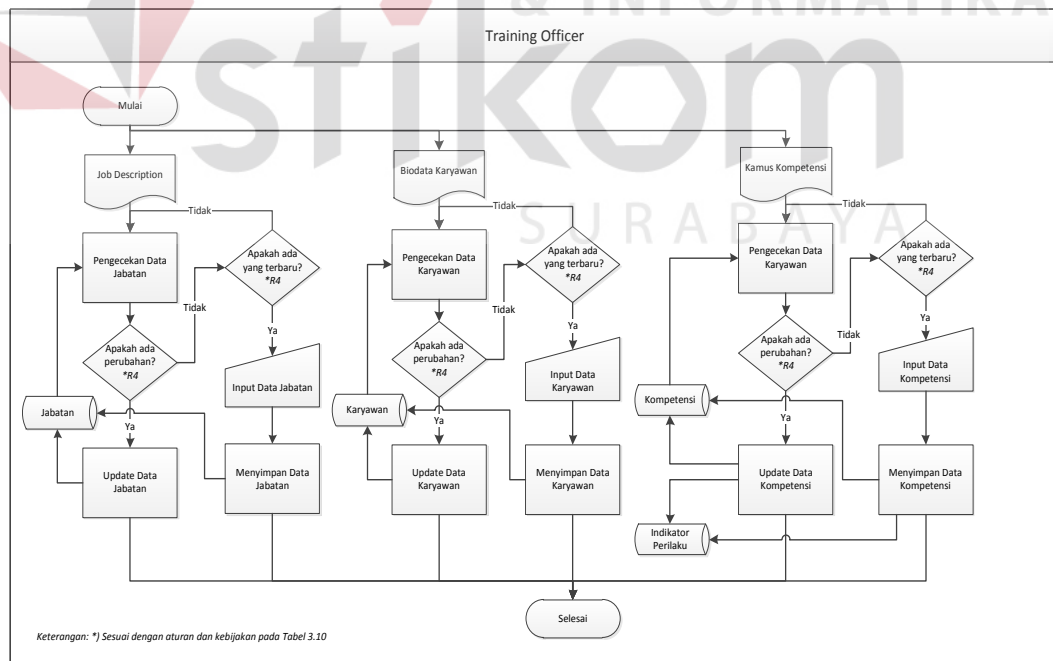 & INFORMATIKA
stikom
SURABAYA
Training Officer
Mulai
Job Description
Biodata Karyawan
Kamus Kompetensi
Tidak
Tidak
Tidak
Pengecekan Data
Jabatan
Apakah ada
yang terbaru?
*R4
Pengecekan Data
Karyawan
Apakah ada
yang terbaru?
*R4
Pengecekan Data
Karyawan
Apakah ada
yang terbaru?
*R4
Tidak
Tidak
Tidak
Apakah ada
perubahan?
*R4
Ya
Apakah ada
perubahan?
*R4
Ya
Apakah ada
perubahan?
*R4
Ya
Input Data Jabatan
Input Data
Karyawan
Input Data
Kompetensi
Jabatan
Karyawan
Kompetensi
Ya
Ya
Ya
Update Data
Jabatan
Menyimpan Data
Jabatan
Update Data
Karyawan
Menyimpan Data
Karyawan
Update Data
Kompetensi
Menyimpan Data
Kompetensi
Indikator
Perilaku
Selesai
Keterangan: *) Sesuai dengan aturan dan kebijakan pada Tabel 3.10